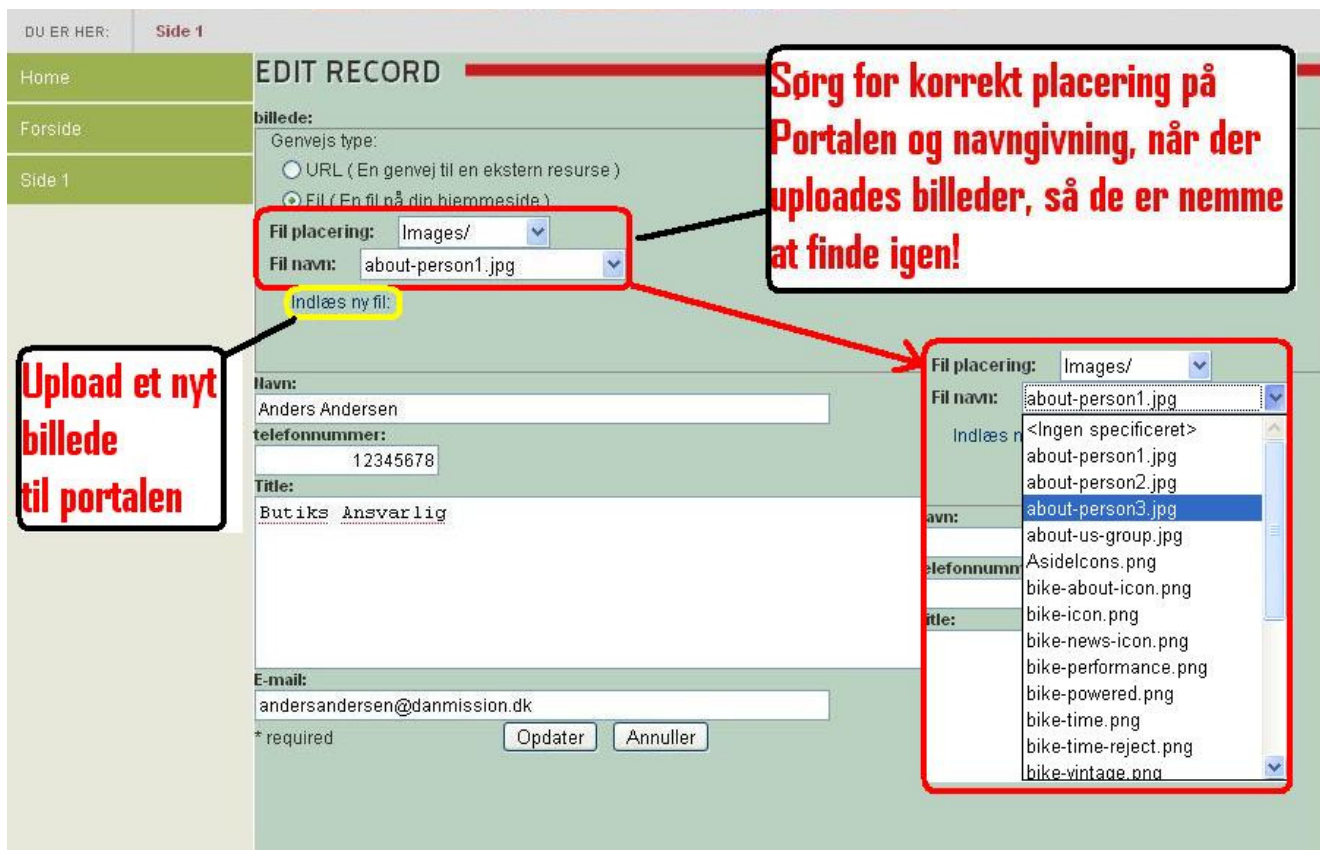 DU ER HER: Side 1
Home
Forside
Side 1
EDIT RECORD
billede:
Genvejs type:
URL ( En genvej til en ekstern resurse )
Fil ( En fil på din hjemmeside )
Fil placering: Images/
Fil navn: about-person1.jpg
Indlæs ny fil:
Sørg for korrekt placering på
Portalen og navngivning, når der
uploades billeder, så de er nemme
at finde igen!
Upload et nyt
billede
til portalen
Navn:
Anders Andersen
telefonnummer:
12345678
Title:
Butiks Ansvarlig
E-mail:
andersandersen@danmission.dk
* required Opdater Annuller
Fil placering: Images/
Fil navn: about-person1.jpg
Indlæs n
<Ingen specificeret>
about-person1.jpg
about-person2.jpg
about-person3.jpg
about-us-group.jpg
AsideIcons.png
bike-about-icon.png
bike-icon.png
bike-news-icon.png
bike-performance.png
bike-powered.png
bike-time.png
bike-time-reject.png
bike-vintage.png
avn:
elefonnumm
itle: